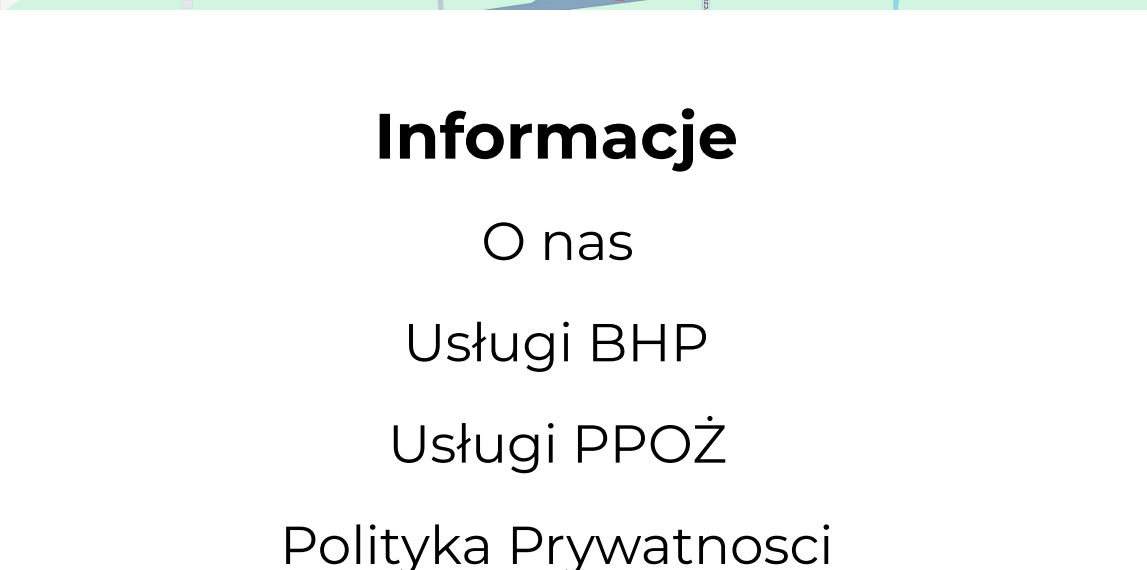 Informacje
O nas
Usługi BHP
Usługi PPOŻ
Polityka Prywatnosci